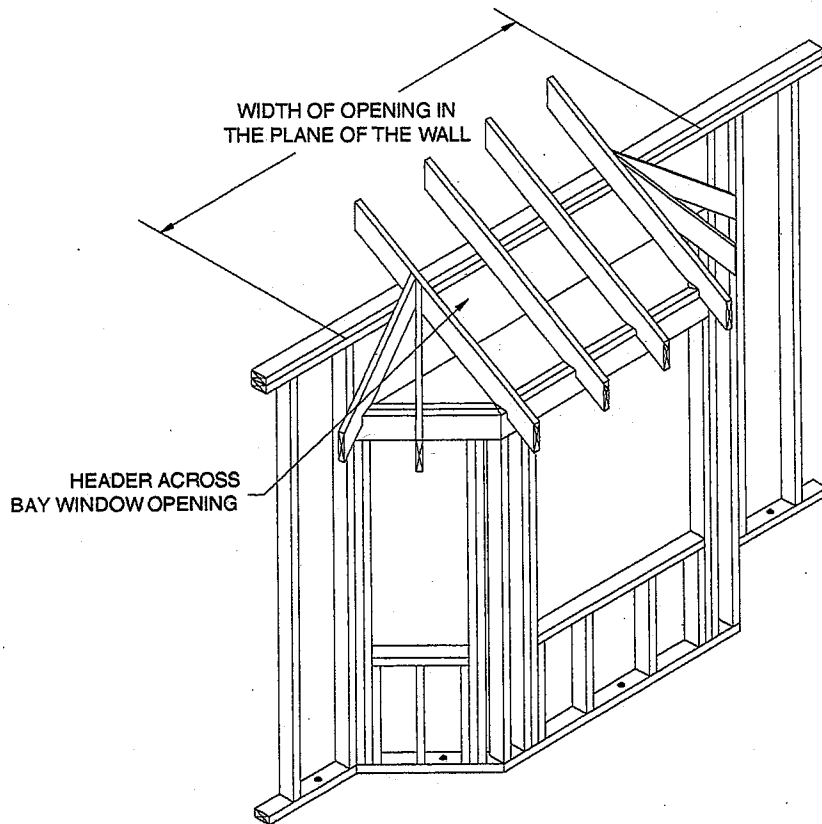 WIDTH OF OPENING IN
THE PLANE OF THE WALL
HEADER ACROSS
BAY WINDOW OPENING